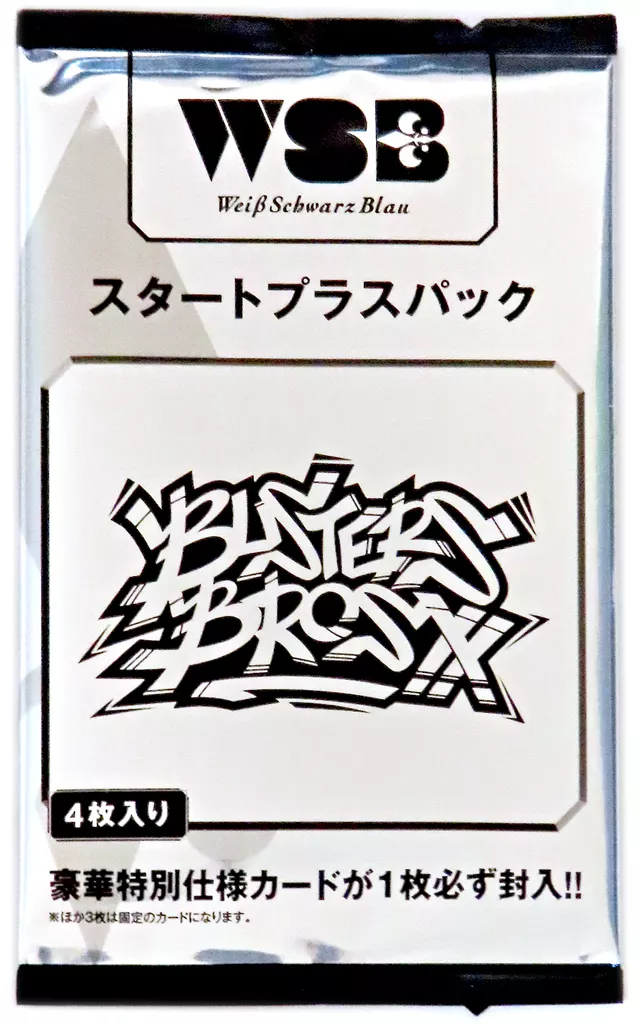 WSB
Weiß Schwarz Blau
スタートプラスパック
BUSTERS
BROS
4枚入り
豪華特別仕様カードが1枚必ず封入!!
※ほか3枚は固定のカードになります。